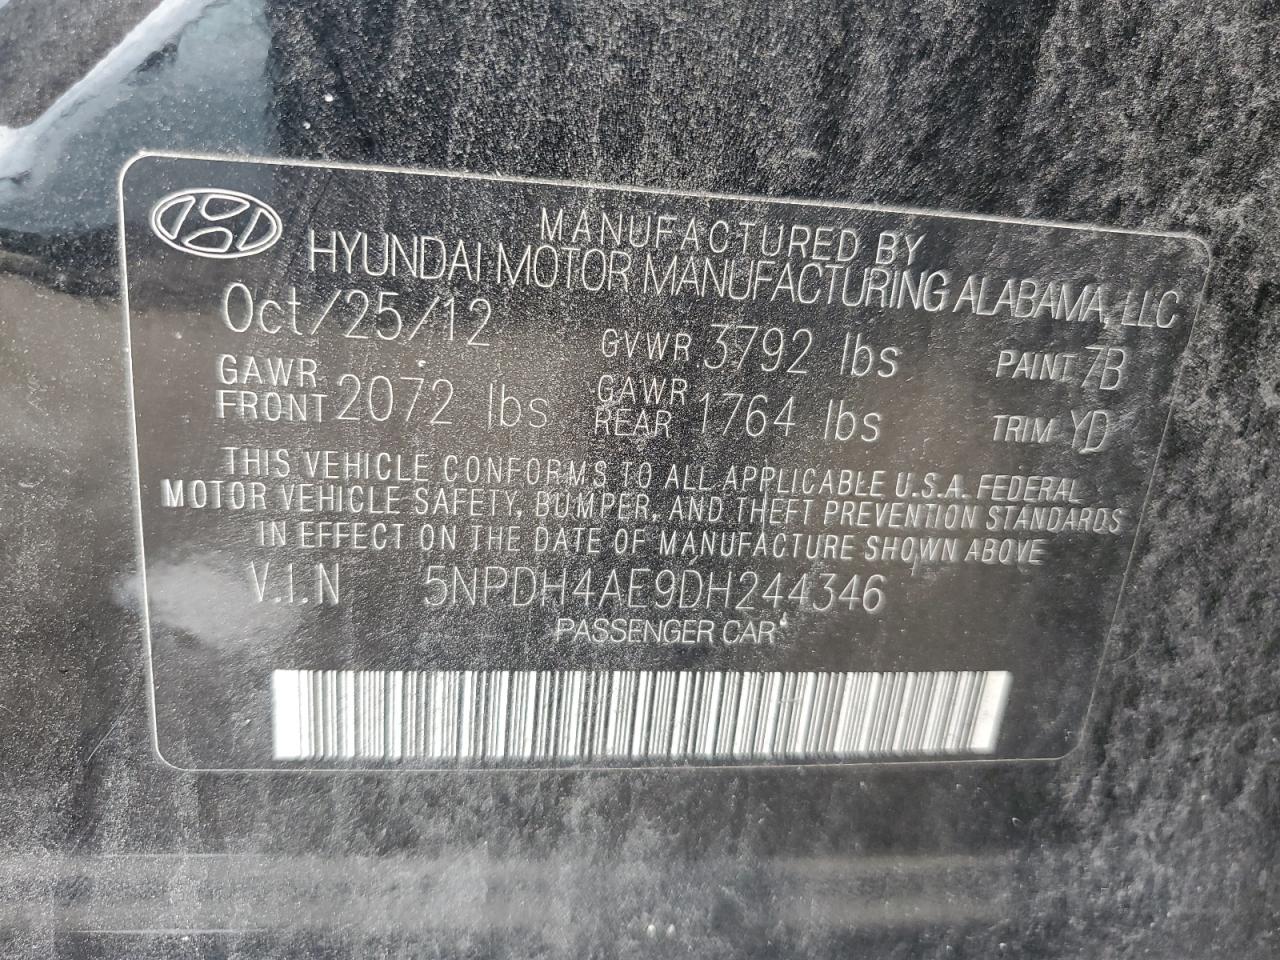 MANUFACTURED BY
HYUNDAI MOTOR MANUFACTURING ALABAMA, LLC
Oct/25/12 GVWR 3792 lbs PAINT 7B
GAWR FRONT 2072 lbs GAWR REAR 1764 lbs TRIM YD
THIS VEHICLE CONFORMS TO ALL APPLICABLE U.S.A. FEDERAL
MOTOR VEHICLE SAFETY, BUMPER, AND THEFT PREVENTION STANDARDS
IN EFFECT ON THE DATE OF MANUFACTURE SHOWN ABOVE
V.I.N 5NPDH4AE9DH244346
PASSENGER CAR